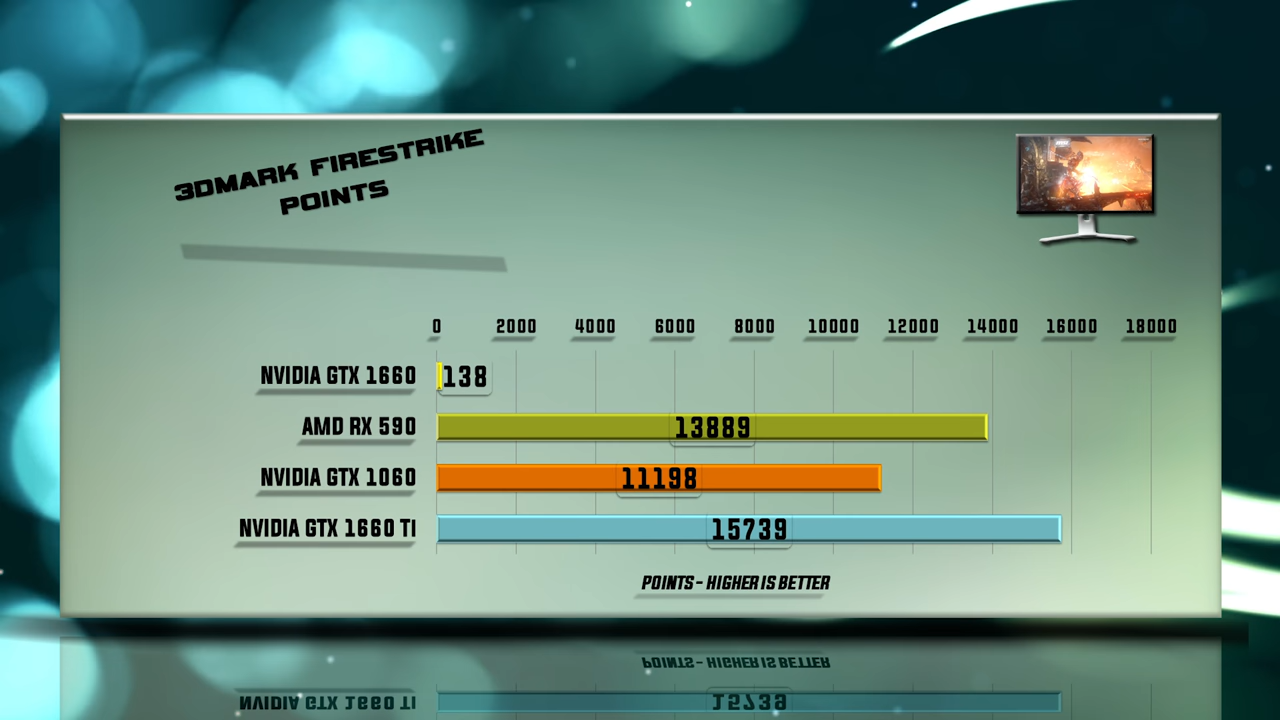 3DMARK FIRESTRIKE
POINTS
0 2000 4000 6000 8000 10000 12000 14000 16000 18000
NVIDIA GTX 1660 138
AMD RX 590 13889
NVIDIA GTX 1060 11198
NVIDIA GTX 1660 TI 15739
POINTS - HIGHER IS BETTER